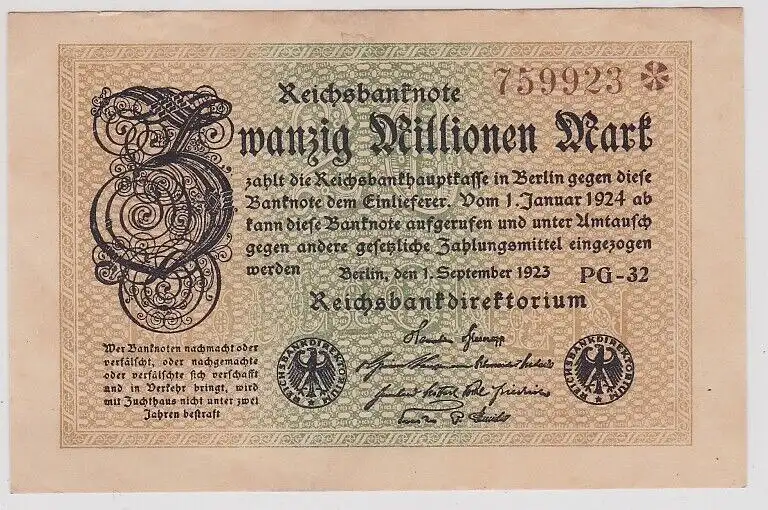 759923 *
Reichsbanknote
Zwanzig Millionen Mark
zahlt die Reichsbankhauptkasse in Berlin gegen diese
Banknote dem Einlieferer. Vom 1. Januar 1924 ab
kann diese Banknote aufgerufen und unter Umtausch
gegen andere gesetzliche Zahlungsmittel eingezogen
werden
Berlin, den 1. September 1923
PG-32
Reichsbankdirektorium
Wer Banknoten nachmacht oder
verfälscht, oder nachgemachte
oder verfälschte sich verschafft
und in Verkehr bringt, wird
mit Zuchthaus nicht unter zwei
Jahren bestraft
REICHSBANKDIREKTORIUM
REICHSBANKDIREKTORIUM